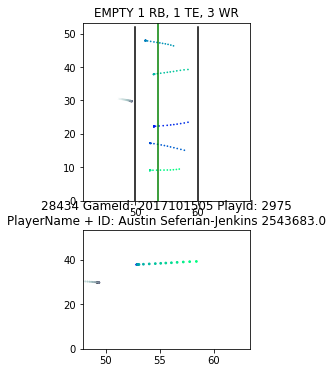 EMPTY 1 RB, 1 TE, 3 WR
50
40
30
20
10
0
50 60
28434 GameId: 2017101505 PlayId: 2975
PlayerName + ID: Austin Seferian-Jenkins 2543683.0
40
20
0
50 55 60